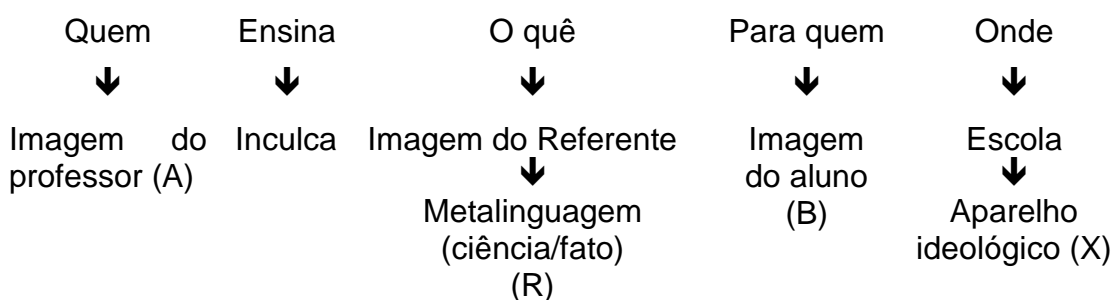 Quem Ensina O quê Para quem Onde
Imagem do Inculca Imagem do Referente Imagem Escola
professor (A) do aluno
Metalinguagem (B) Aparelho
(ciência/fato) ideológico (X)
(R)